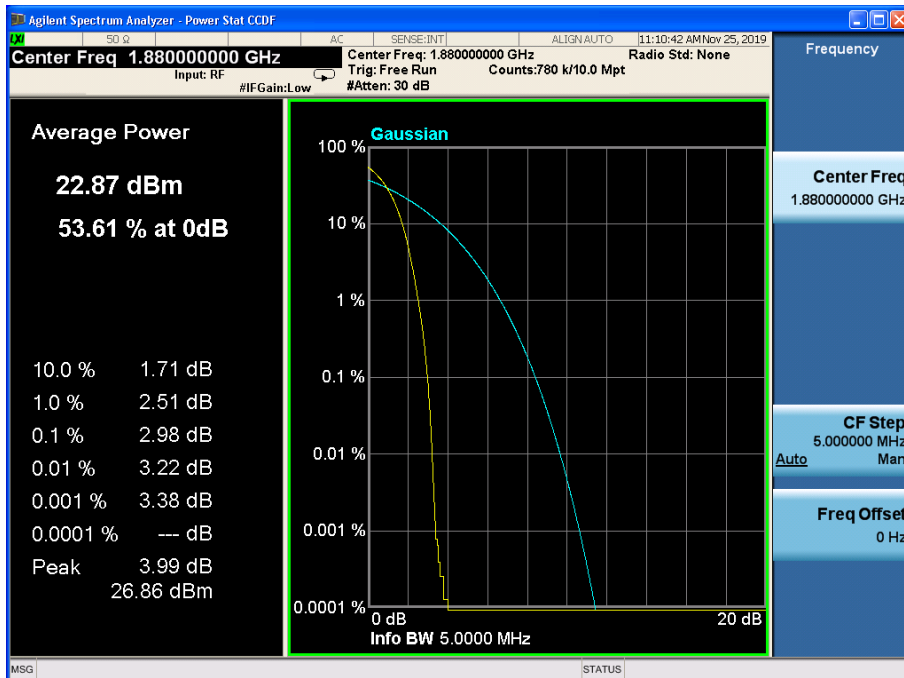 Agilent Spectrum Analyzer - Power Stat CCDF
LXI 50 Ω AC SENSE:INT ALIGN AUTO 11:10:42 AM Nov 25, 2019
Center Freq 1.880000000 GHz
Input: RF
#IFGain:Low
Center Freq: 1.880000000 GHz Radio Std: None
Trig: Free Run Counts:780 k/10.0 Mpt
#Atten: 30 dB
Average Power
22.87 dBm
53.61 % at 0dB
10.0 % 1.71 dB
1.0 % 2.51 dB
0.1 % 2.98 dB
0.01 % 3.22 dB
0.001 % 3.38 dB
0.0001 % --- dB
Peak 3.99 dB
26.86 dBm
Gaussian
100 %
10 %
1 %
0.1 %
0.01 %
0.001 %
0.0001 %
0 dB 20 dB
Info BW 5.0000 MHz
Frequency
Center Freq
1.880000000 GHz
CF Step
5.000000 MHz
Auto Man
Freq Offset
0 Hz
MSG STATUS